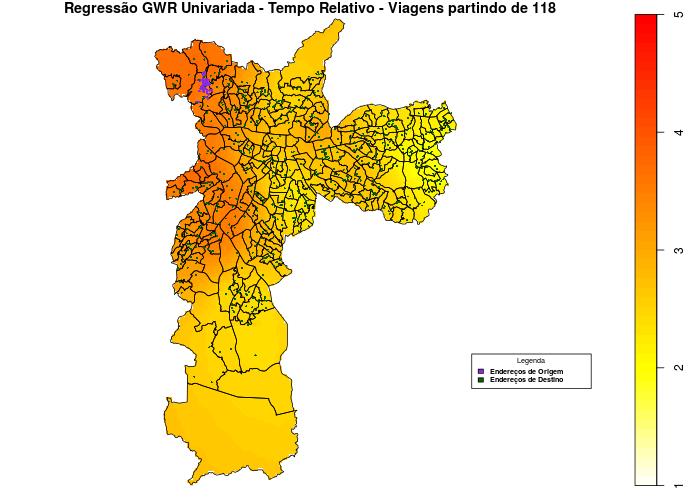 Regressão GWR Univariada - Tempo Relativo - Viagens partindo de 118
5
4
3
2
1
Legenda
Endereços de Origem
Endereços de Destino